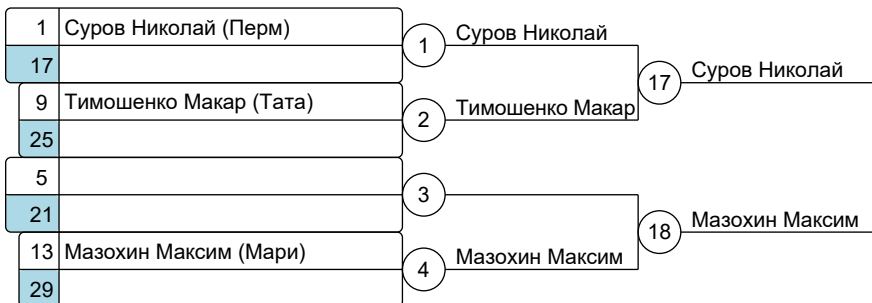 1 Суров Николай (Перм)
17
1 Суров Николай
9 Тимошенко Макар (Тата)
25
2 Тимошенко Макар
17 Суров Николай
5
21
3
13 Мазохин Максим (Мари)
29
4 Мазохин Максим
18 Мазохин Максим